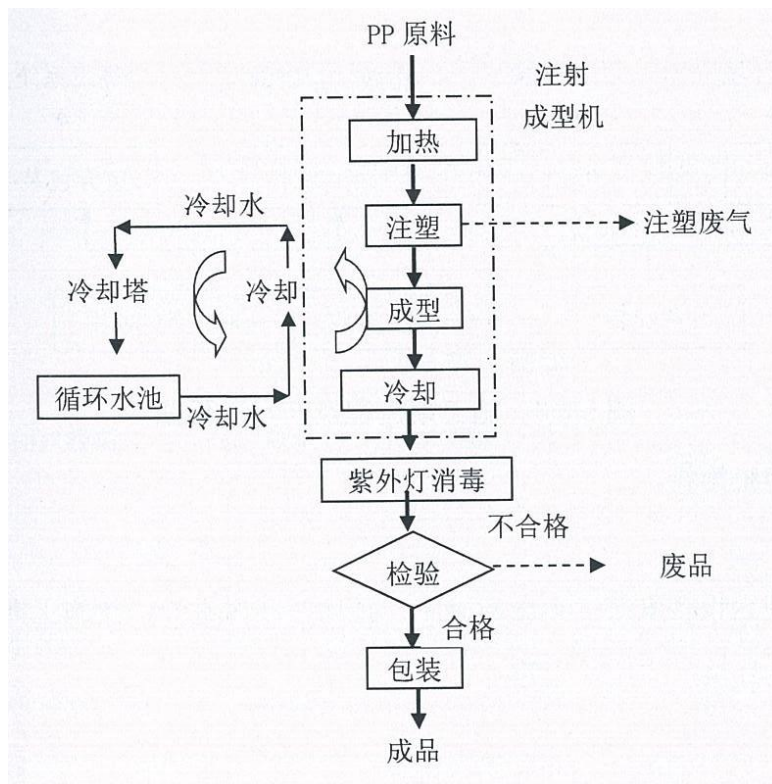 PP 原料
注射
成型机
加热
冷却水
注塑
注塑废气
冷却塔
冷却
成型
循环水池
冷却水
冷却
紫外灯消毒
不合格
检验
废品
合格
包装
成品